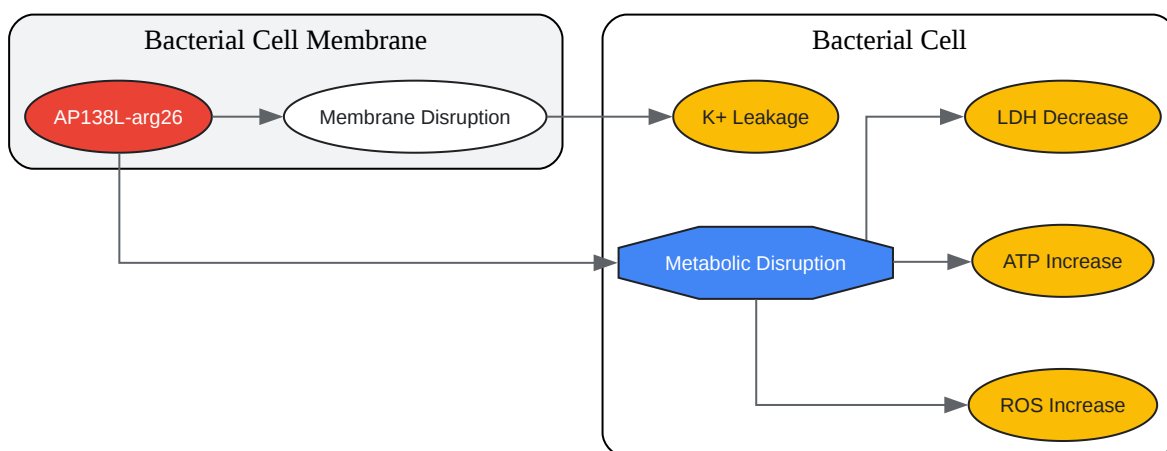 Bacterial Cell Membrane
Bacterial Cell
AP138L-arg26
Membrane Disruption
K+ Leakage
LDH Decrease
Metabolic Disruption
ATP Increase
ROS Increase